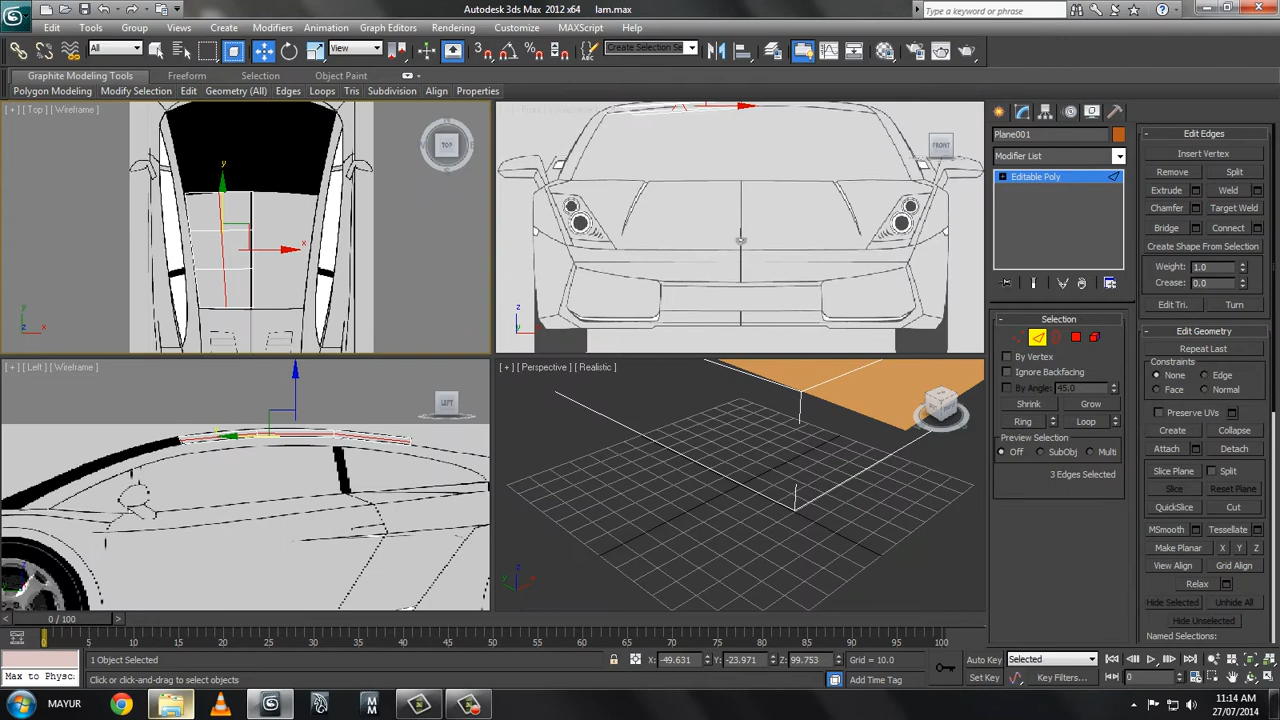 Autodesk 3ds Max 2012 x64 lam.max
Type a keyword or phrase
Edit Tools Group Views Create Modifiers Animation Graph Editors Rendering Customize MAXScript Help
All View Create Selection Se
Graphite Modeling Tools Freeform Selection Object Paint
Polygon Modeling Modify Selection Edit Geometry (All) Edges Loops Tris Subdivision Align Properties
[ + ] [ Top ] [ Wireframe ]
TOP
FRONT
y
x
z
[ + ] [ Left ] [ Wireframe ]
LEFT
[ + ] [ Perspective ] [ Realistic ]
Plane001
Modifier List
Editable Poly
Selection
By Vertex
Ignore Backfacing
By Angle: 45.0
Shrink Grow
Ring Loop
Preview Selection
Off SubObj Multi
3 Edges Selected
Edit Edges
Insert Vertex
Remove Split
Extrude Weld
Chamfer Target Weld
Bridge Connect
Create Shape From Selection
Weight: 1.0
Crease: 0.0
Edit Tri. Turn
Edit Geometry
Repeat Last
Constraints
None Edge
Face Normal
Preserve UVs
Create Collapse
Attach Detach
Slice Plane Split
Slice Reset Plane
QuickSlice Cut
MSmooth Tessellate
Make Planar X Y Z
View Align Grid Align
Relax
Hide Selected Unhide All
Hide Unselected
Named Selections:
0 / 100
0 5 10 15 20 25 30 35 40 45 50 55 60 65 70 75 80 85 90 95 100
1 Object Selected X: -49.631 Y: -23.971 Z: 99.753 Grid = 10.0 Auto Key Selected
Max to Physc Click or click-and-drag to select objects Add Time Tag Set Key Key Filters... 0
MAYUR
11:14 AM
27/07/2014